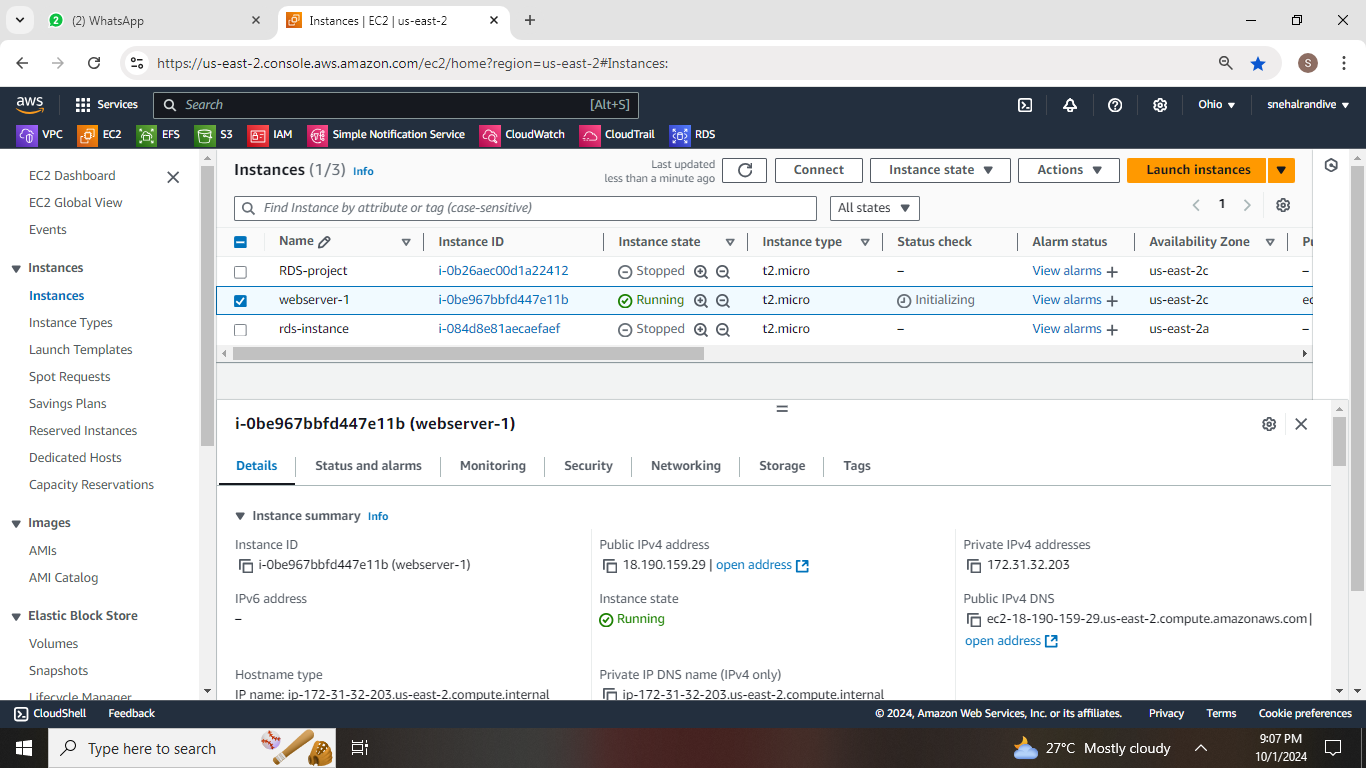 (2) WhatsApp
Instances | EC2 | us-east-2
https://us-east-2.console.aws.amazon.com/ec2/home?region=us-east-2#Instances:
S
aws Services Search [Alt+S] Ohio snehalrandive
VPC EC2 EFS S3 IAM Simple Notification Service CloudWatch CloudTrail RDS
EC2 Dashboard
EC2 Global View
Events
Instances
Instances
Instance Types
Launch Templates
Spot Requests
Savings Plans
Reserved Instances
Dedicated Hosts
Capacity Reservations
Images
AMIs
AMI Catalog
Elastic Block Store
Volumes
Snapshots
Lifecycle Manager
Instances (1/3) Info
Last updated
less than a minute ago
Connect Instance state Actions Launch instances
Find Instance by attribute or tag (case-sensitive) All states 1
Name Instance ID Instance state Instance type Status check Alarm status Availability Zone
RDS-project i-0b26aec00d1a22412 Stopped t2.micro – View alarms + us-east-2c –
webserver-1 i-0be967bbfd447e11b Running t2.micro Initializing View alarms + us-east-2c
rds-instance i-084d8e81aecaefaef Stopped t2.micro – View alarms + us-east-2a –
i-0be967bbfd447e11b (webserver-1)
Details Status and alarms Monitoring Security Networking Storage Tags
Instance summary Info
Instance ID
i-0be967bbfd447e11b (webserver-1)
Public IPv4 address
18.190.159.29 | open address
Private IPv4 addresses
172.31.32.203
IPv6 address
–
Instance state
Running
Public IPv4 DNS
ec2-18-190-159-29.us-east-2.compute.amazonaws.com |
open address
Hostname type
IP name: ip-172-31-32-203.us-east-2.compute.internal
Private IP DNS name (IPv4 only)
ip-172-31-32-203.us-east-2.compute.internal
CloudShell Feedback © 2024, Amazon Web Services, Inc. or its affiliates. Privacy Terms Cookie preferences
Type here to search
27°C Mostly cloudy
9:07 PM
10/1/2024